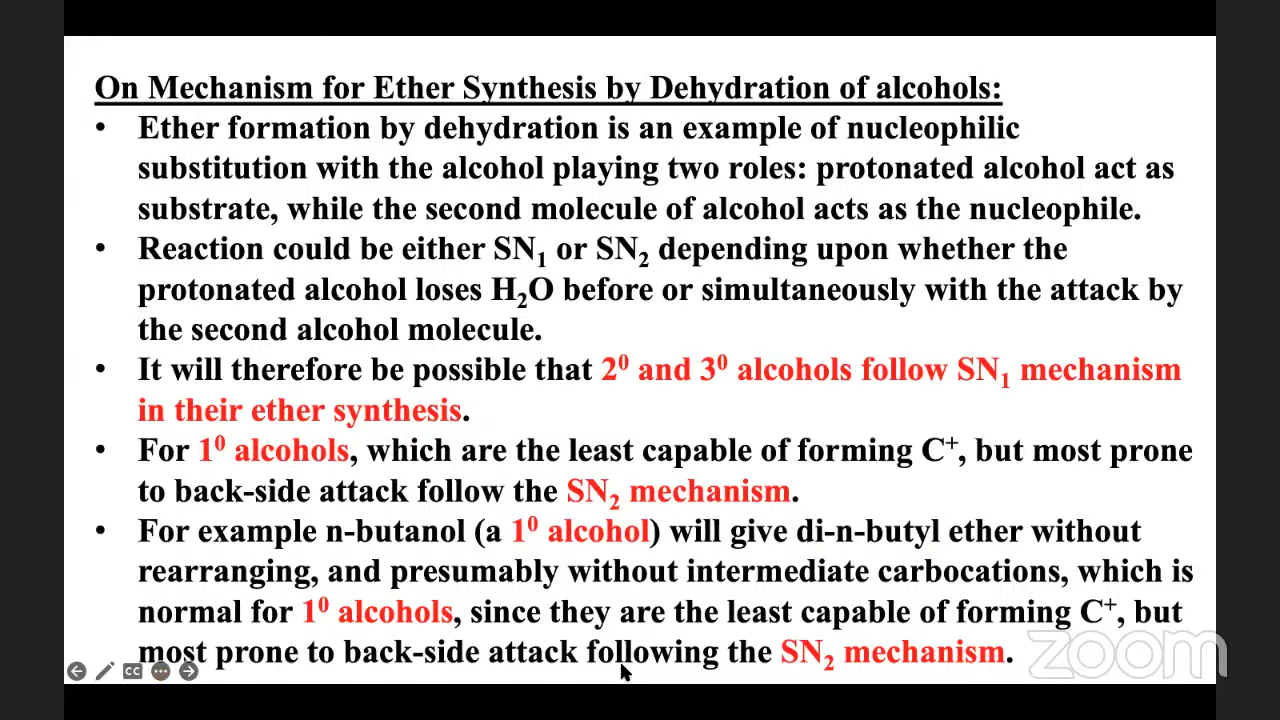 On Mechanism for Ether Synthesis by Dehydration of alcohols:
• Ether formation by dehydration is an example of nucleophilic
substitution with the alcohol playing two roles: protonated alcohol act as
substrate, while the second molecule of alcohol acts as the nucleophile.
• Reaction could be either SN₁ or SN₂ depending upon whether the
protonated alcohol loses H₂O before or simultaneously with the attack by
the second alcohol molecule.
• It will therefore be possible that 2⁰ and 3⁰ alcohols follow SN₁ mechanism
in their ether synthesis.
• For 1⁰ alcohols, which are the least capable of forming C⁺, but most prone
to back-side attack follow the SN₂ mechanism.
• For example n-butanol (a 1⁰ alcohol) will give di-n-butyl ether without
rearranging, and presumably without intermediate carbocations, which is
normal for 1⁰ alcohols, since they are the least capable of forming C⁺, but
most prone to back-side attack following the SN₂ mechanism.
CC
zoom